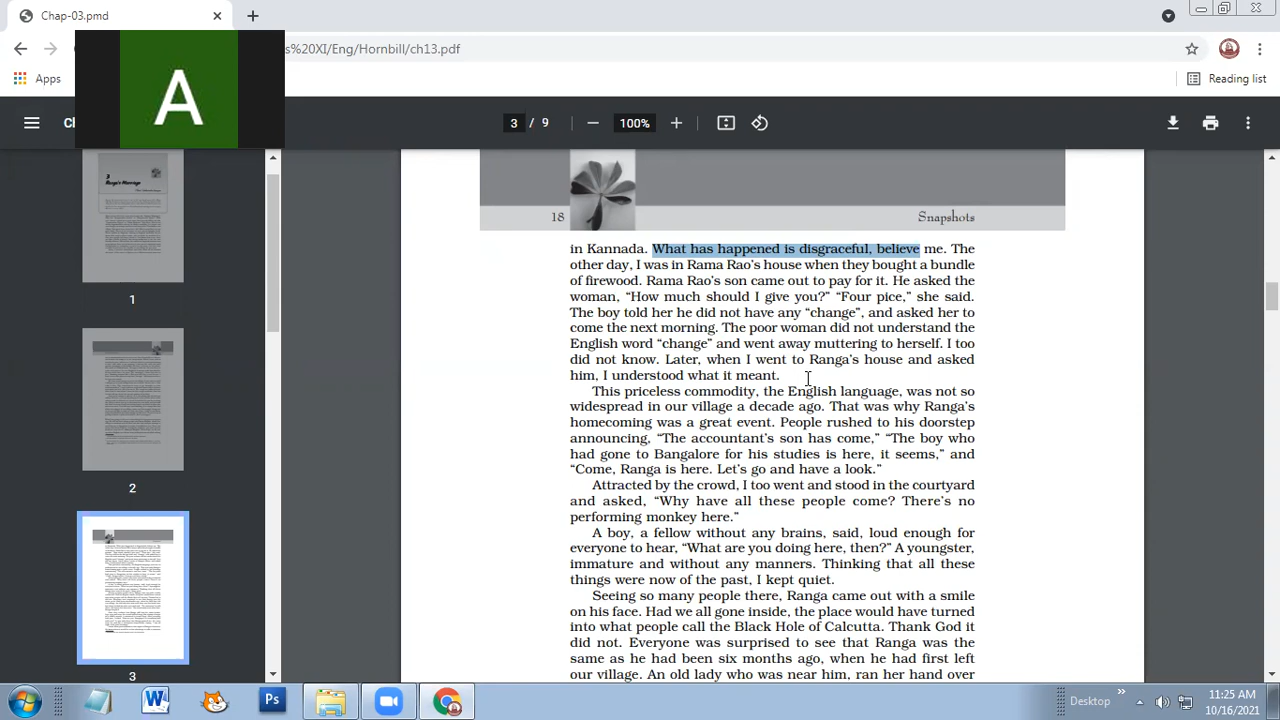 Chap-03.pmd
s%20XI/Eng/Hornbill/ch13.pdf
Apps
Reading list
A
3 / 9
100%
1
2
3
18 Snapshots
in Kannada. What has happened is disgraceful, believe me. The
other day, I was in Rama Rao's house when they bought a bundle
of firewood. Rama Rao's son came out to pay for it. He asked the
woman, "How much should I give you?" "Four pice," she said.
The boy told her he did not have any "change", and asked her to
come the next morning. The poor woman did not understand the
English word "change" and went away muttering to herself. I too
did not know. Later, when I went to Ranga's house and asked
him, I understood what it meant.
This priceless commodity, the English language, was not so
widespread in our village a decade ago. That was why Ranga's
homecoming was a great event. People rushed to his doorstep
announcing, "The accountant's son has come," "The boy who
had gone to Bangalore for his studies is here, it seems," and
"Come, Ranga is here. Let's go and have a look."
Attracted by the crowd, I too went and stood in the courtyard
and asked, "Why have all these people come? There's no
performing monkey here."
A boy, a fellow without any brains, said, loud enough for
everyone to hear, "What are you doing here, then?" A youngster,
immature and without any manners. Thinking that all these
things were now of the past, I kept quiet.
Seeing so many people there, Ranga came out with a smile
on his face. Had we all gone inside, the place would have turned
into what people call the Black Hole of Calcutta. Thank God it
did not. Everyone was surprised to see that Ranga was the
same as he had been six months ago, when he had first left
our village. An old lady who was near him, ran her hand over
Ps
Desktop
11:25 AM
10/16/2021